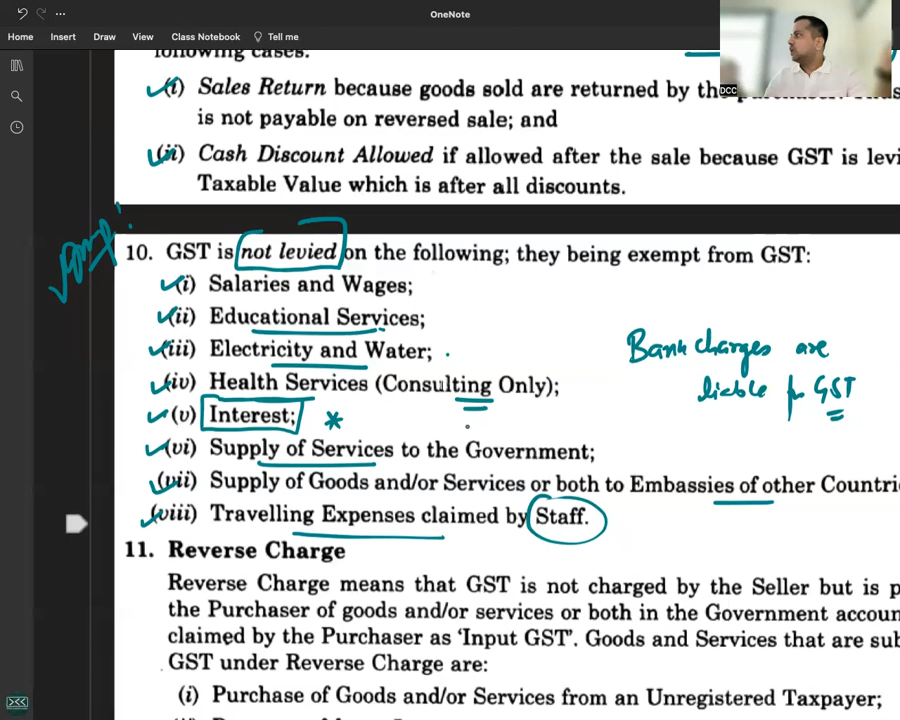 OneNote
Home Insert Draw View Class Notebook Tell me
following cases.
(i) Sales Return because goods sold are returned by the
is not payable on reversed sale; and
DCC
(ii) Cash Discount Allowed if allowed after the sale because GST is levi
Taxable Value which is after all discounts.
10. GST is not levied on the following; they being exempt from GST:
(i) Salaries and Wages;
(ii) Educational Services;
(iii) Electricity and Water;
(iv) Health Services (Consulting Only);
(v) Interest;
(vi) Supply of Services to the Government;
(vii) Supply of Goods and/or Services or both to Embassies of other Countri
(viii) Travelling Expenses claimed by Staff.
Bank charges are
liable for GST
11. Reverse Charge
Reverse Charge means that GST is not charged by the Seller but is p
the Purchaser of goods and/or services or both in the Government accoun
claimed by the Purchaser as 'Input GST'. Goods and Services that are su
GST under Reverse Charge are:
(i) Purchase of Goods and/or Services from an Unregistered Taxpayer;